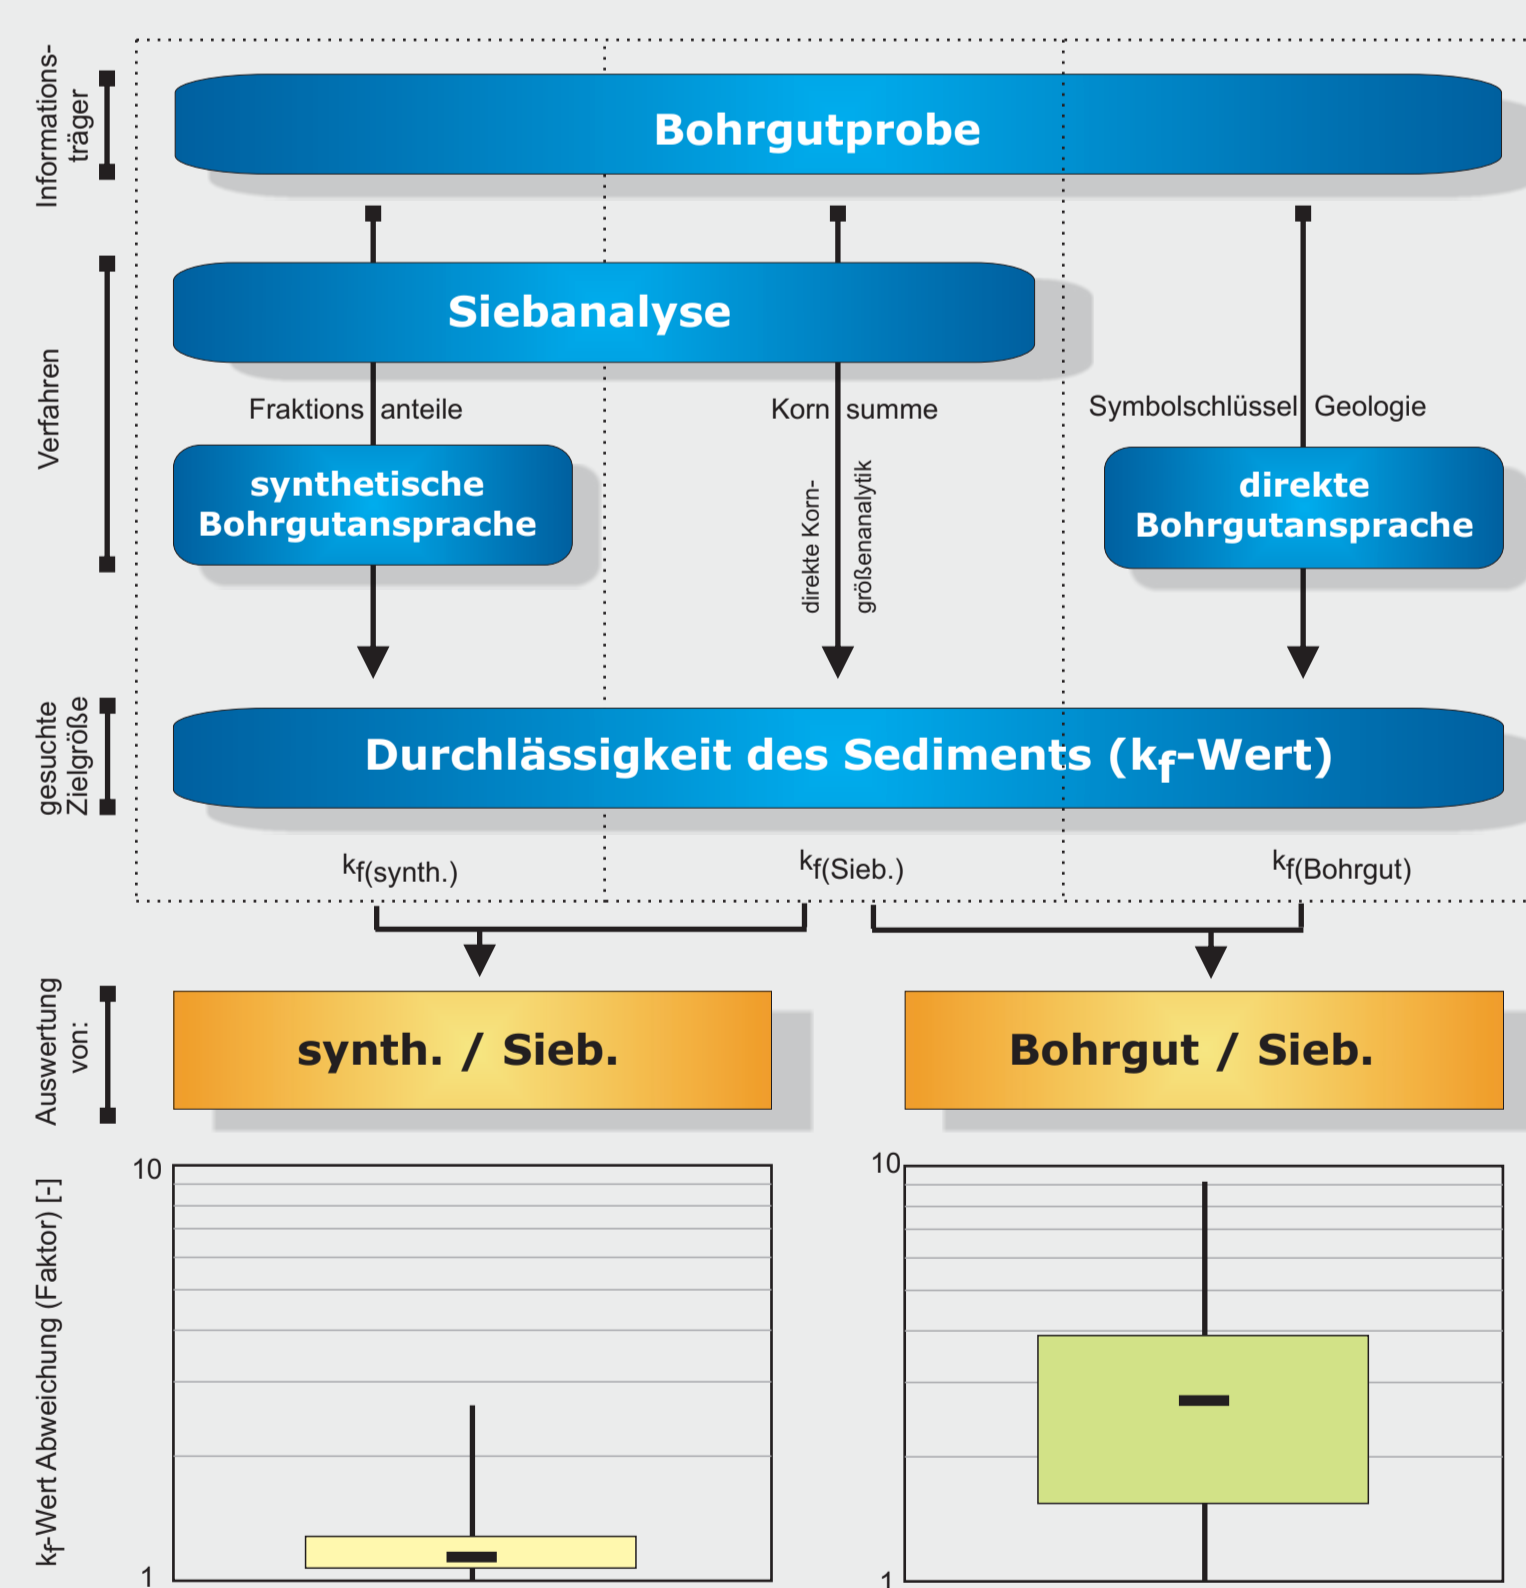 Informations-
träger
Bohrgutprobe
Verfahren
Siebanalyse
Fraktions anteile
Korn summe
Symbolschlüssel Geologie
synthetische
Bohrgutansprache
direkte Korn-
größenanalytik
direkte
Bohrgutansprache
gesuchte
Zielgröße
Durchlässigkeit des Sediments (kf-Wert)
kf(synth.)
kf(Sieb.)
kf(Bohrgut)
Auswertung
von:
synth. / Sieb.
Bohrgut / Sieb.
kf-Wert Abweichung (Faktor) [-]
10
1
10
1